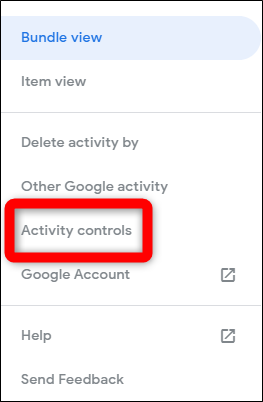 Bundle view
Item view
Delete activity by
Other Google activity
Activity controls
Google Account
Help
Send Feedback